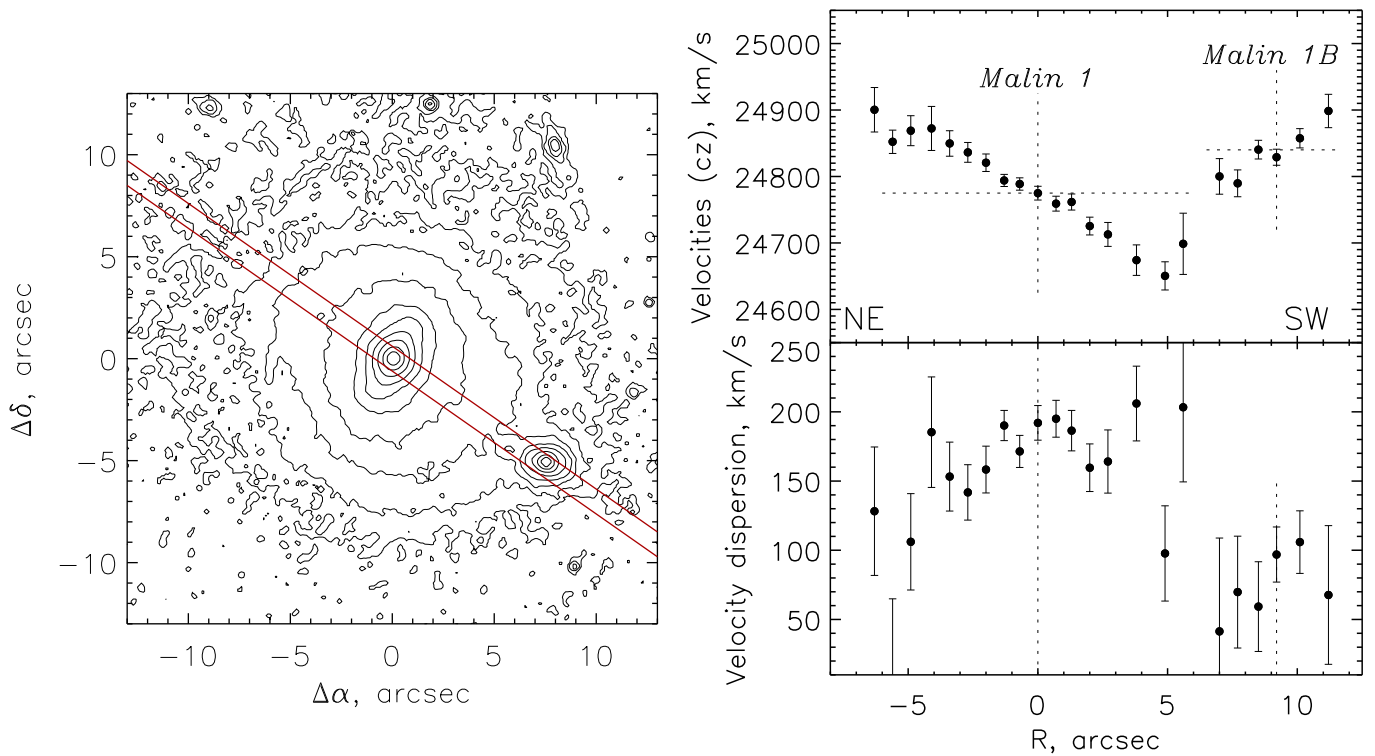 10
5
0
−5
−10
−10 −5 0 5 10
Δα, arcsec
Δδ, arcsec
25000
24900
24800
24700
24600
Velocities (cz), km/s
Malin 1
Malin 1B
NE
SW
250
200
150
100
50
Velocity dispersion, km/s
−5 0 5 10
R, arcsec